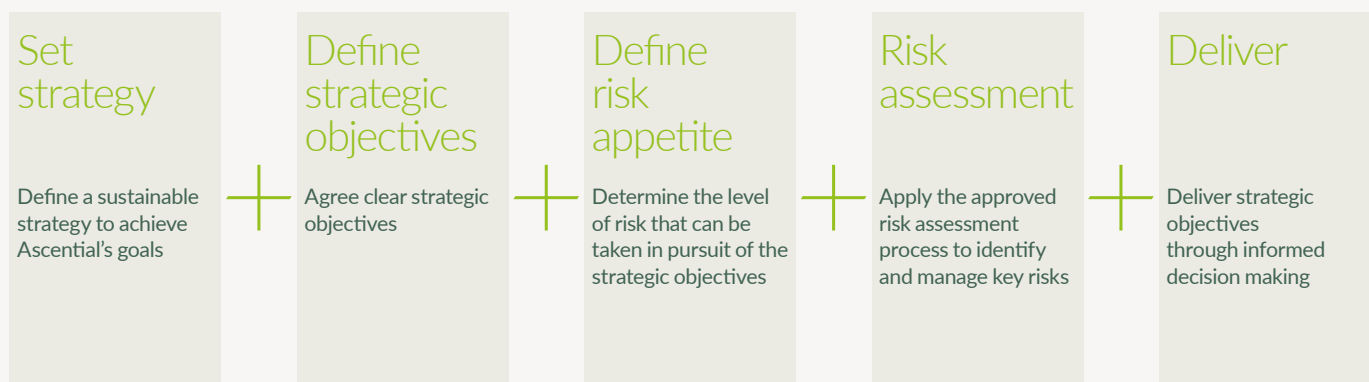 Set
strategy
Define a sustainable
strategy to achieve
Ascential's goals
Define
strategic
objectives
Agree clear strategic
objectives
Define
risk
appetite
Determine the level
of risk that can be
taken in pursuit of the
strategic objectives
Risk
assessment
Apply the approved
risk assessment
process to identify
and manage key risks
Deliver
Deliver strategic
objectives
through informed
decision making